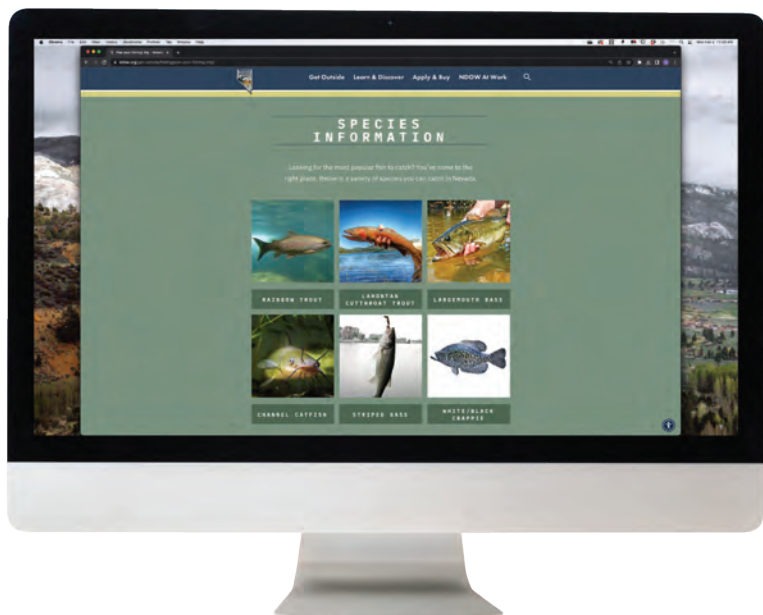 Get Outside Learn & Discover Apply & Buy NDOW At Work
SPECIES
INFORMATION
Looking for the most popular fish to catch? You've come to the
right place. Below is a variety of species you can catch in Nevada.
RAINBOW TROUT
LAHONTAN
CUTTHROAT TROUT
LARGEMOUTH BASS
CHANNEL CATFISH
STRIPED BASS
WHITE/BLACK
CRAPPIE